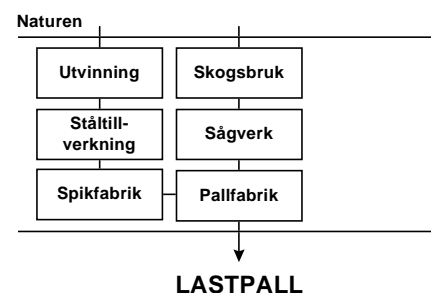 Naturen
Utvinning
Skogsbruk
Ståltill-
verkning
Sågverk
Spikfabrik
Pallfabrik
LASTPALL